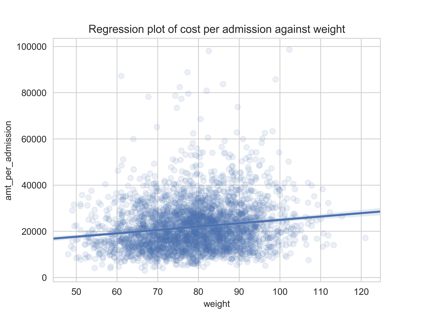 Regression plot of cost per admission against weight
100000
80000
60000
40000
20000
0
amt_per_admission
50 60 70 80 90 100 110 120
weight